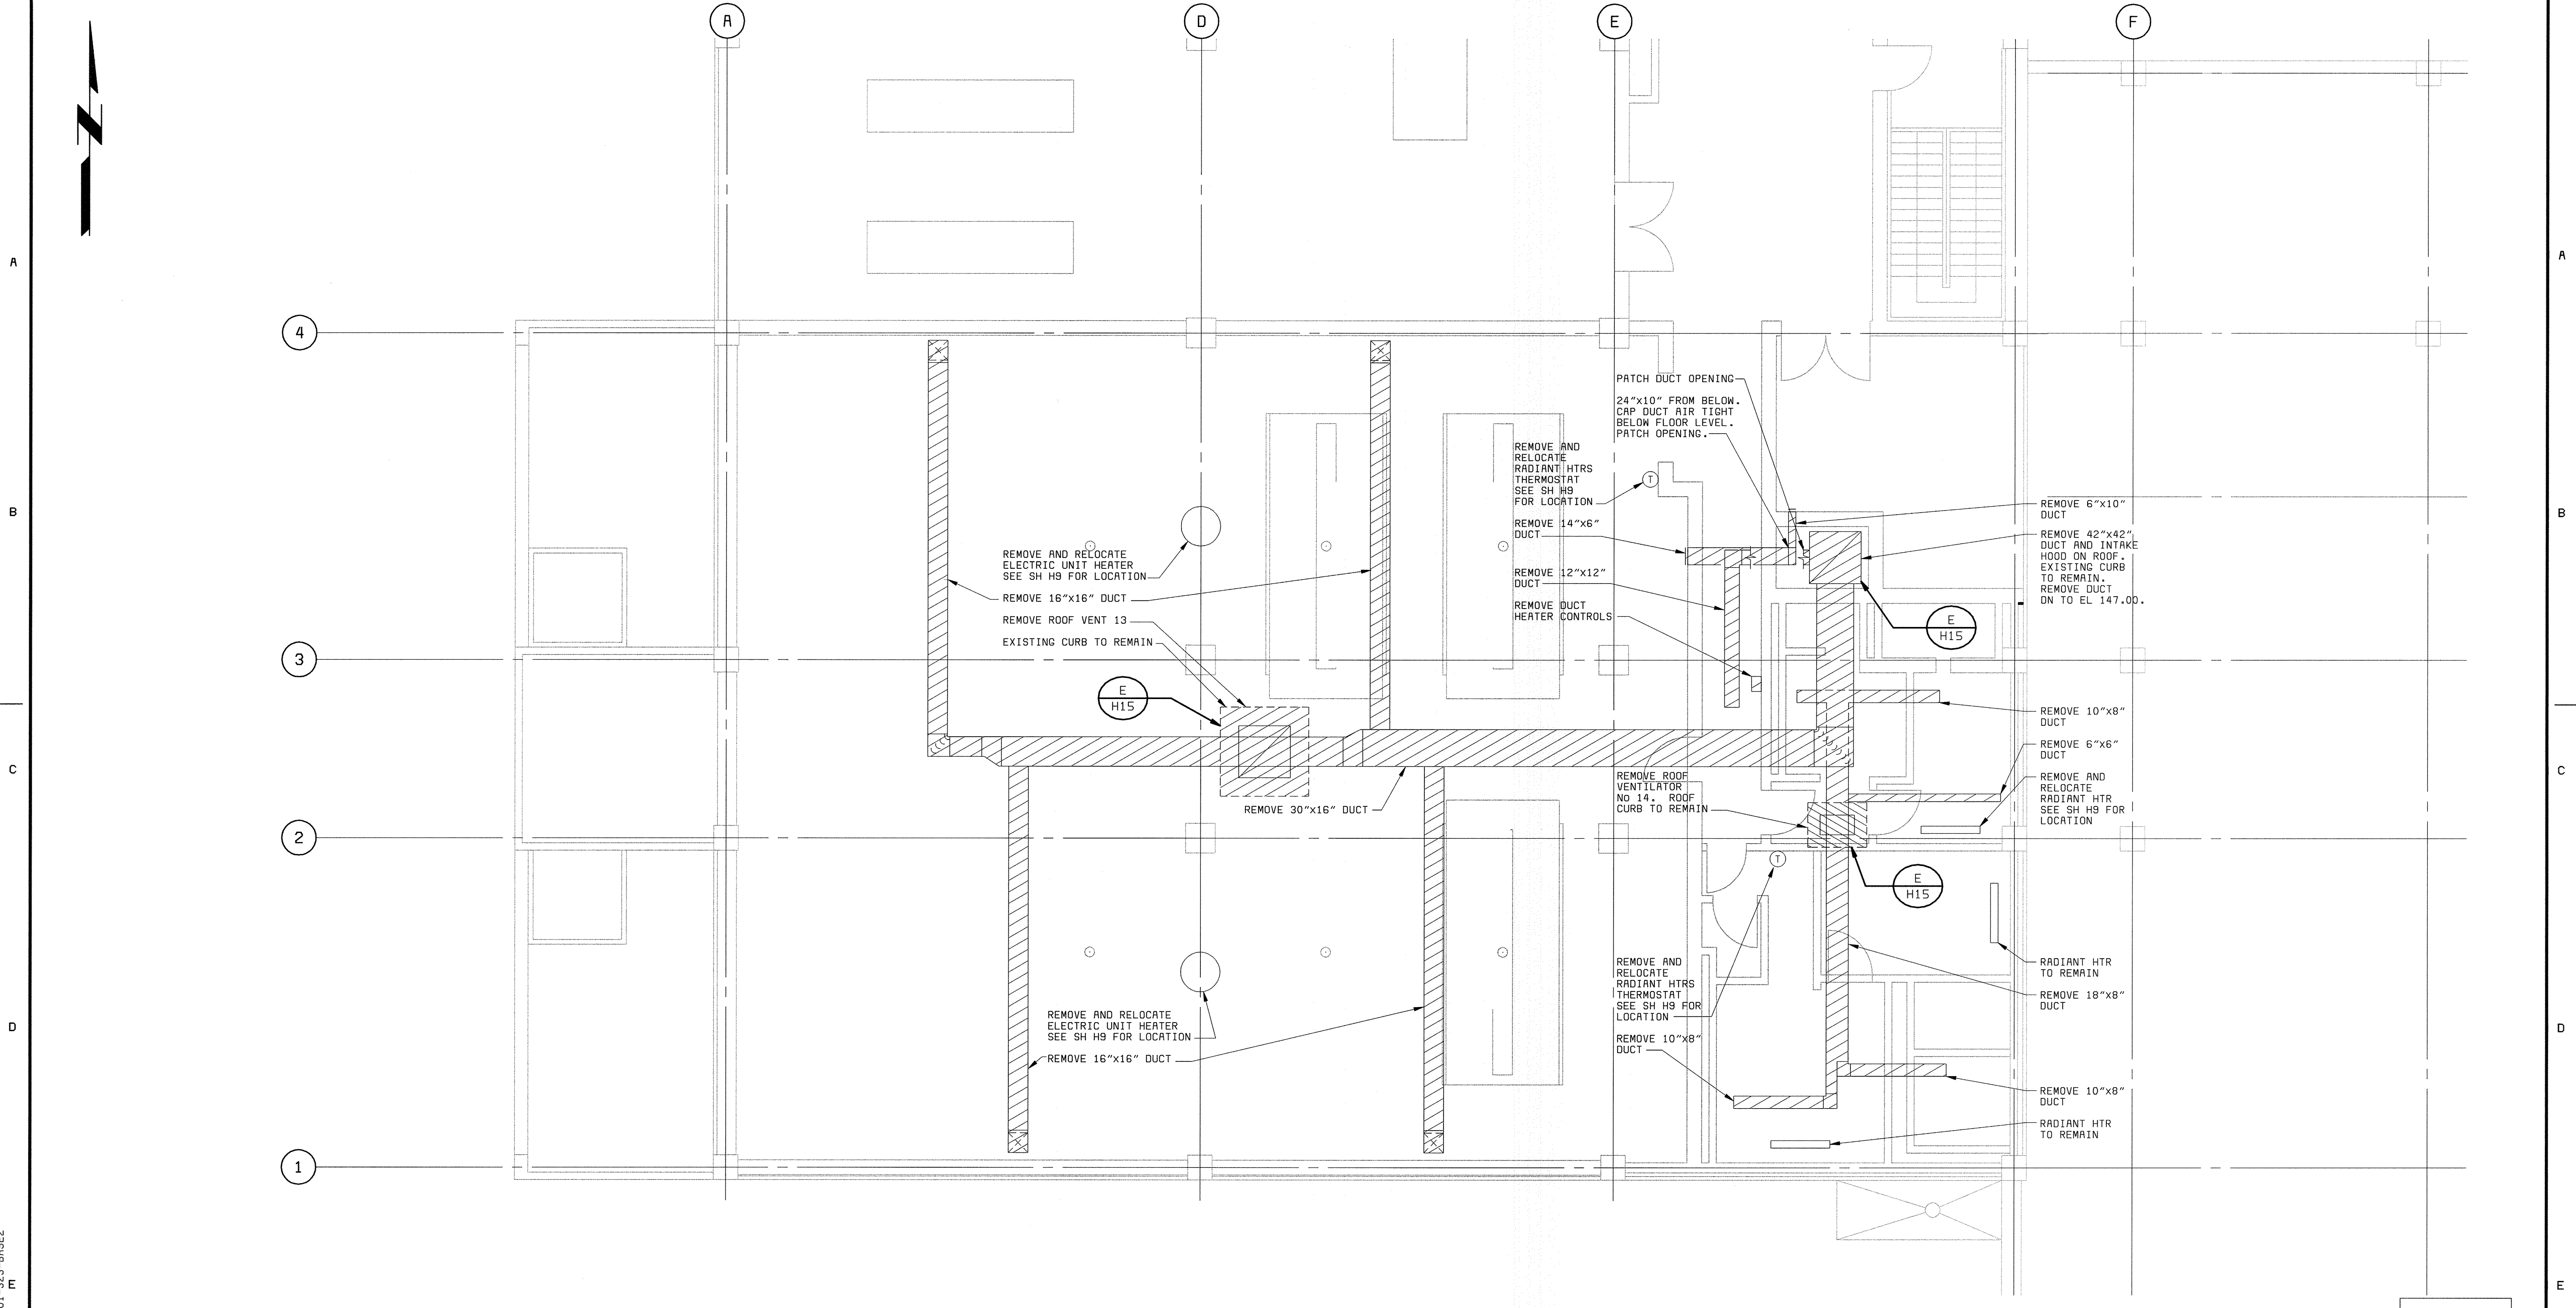 A
D
E
F
N
A
A
4
PATCH DUCT OPENING
24"x10" FROM BELOW.
CAP DUCT AIR TIGHT
BELOW FLOOR LEVEL.
PATCH OPENING.
REMOVE AND
RELOCATE
RADIANT HTRS
THERMOSTAT
SEE SH H9
FOR LOCATION
T
B
B
REMOVE 6"x10"
DUCT
REMOVE 14"x6"
DUCT
REMOVE 42"x42"
DUCT AND INTAKE
HOOD ON ROOF.
EXISTING CURB
TO REMAIN.
REMOVE DUCT
DN TO EL 147.00.
REMOVE AND RELOCATE
ELECTRIC UNIT HEATER
SEE SH H9 FOR LOCATION
REMOVE 12"x12"
DUCT
REMOVE 16"x16" DUCT
REMOVE DUCT
HEATER CONTROLS
REMOVE ROOF VENT 13
EXISTING CURB TO REMAIN
E
H15
3
E
H15
REMOVE 10"x8"
DUCT
REMOVE 6"x6"
DUCT
C
C
REMOVE ROOF
VENTILATOR
No 14. ROOF
CURB TO REMAIN
REMOVE AND
RELOCATE
RADIANT HTR
SEE SH H9 FOR
LOCATION
REMOVE 30"x16" DUCT
2
T
E
H15
REMOVE AND
RELOCATE
RADIANT HTRS
THERMOSTAT
SEE SH H9 FOR
LOCATION
RADIANT HTR
TO REMAIN
REMOVE 18"x8"
DUCT
REMOVE AND RELOCATE
ELECTRIC UNIT HEATER
SEE SH H9 FOR LOCATION
D
D
REMOVE 10"x8"
DUCT
REMOVE 16"x16" DUCT
REMOVE 10"x8"
DUCT
RADIANT HTR
TO REMAIN
1
E
E